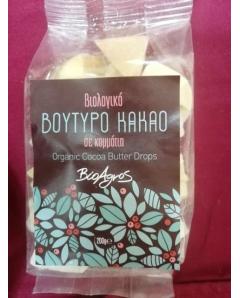 Βιολογικό
ΒΟΥΤΥΡΟ ΚΑΚΑΟ
σε κομμάτια
Organic Cocoa Butter Drops
BioAgros
200g